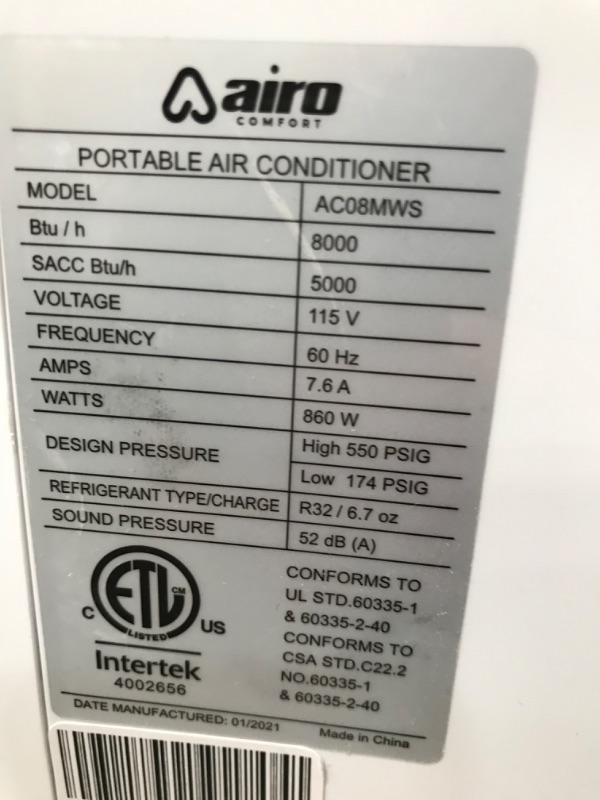 airo
COMFORT
PORTABLE AIR CONDITIONER
MODEL AC08MWS
Btu / h 8000
SACC Btu/h 5000
VOLTAGE 115 V
FREQUENCY 60 Hz
AMPS 7.6 A
WATTS 860 W
DESIGN PRESSURE High 550 PSIG
Low 174 PSIG
REFRIGERANT TYPE/CHARGE R32 / 6.7 oz
SOUND PRESSURE 52 dB (A)
C ETL CM LISTED US
Intertek
4002656
CONFORMS TO
UL STD.60335-1
& 60335-2-40
CONFORMS TO
CSA STD.C22.2
NO.60335-1
& 60335-2-40
DATE MANUFACTURED: 01/2021 Made in China